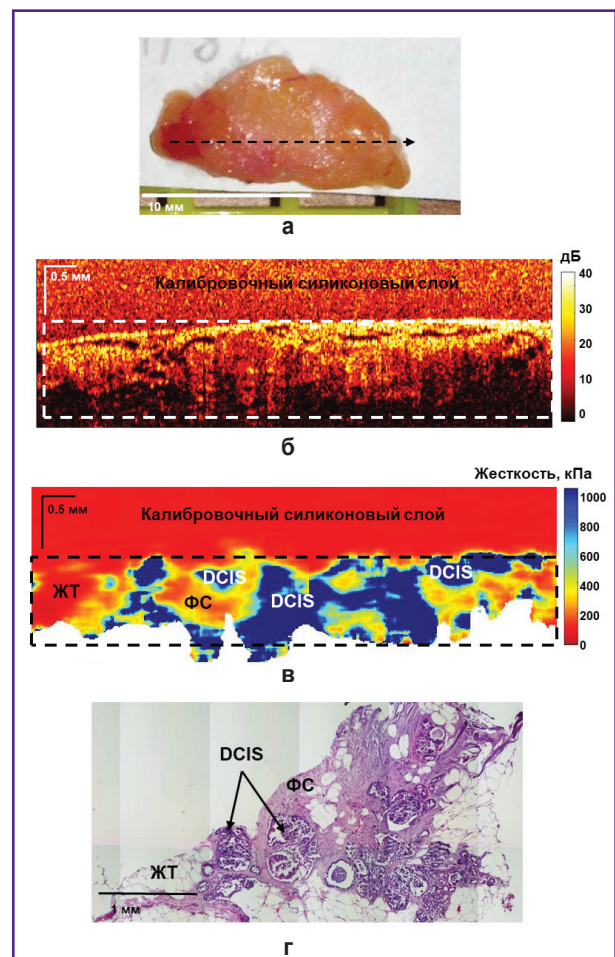 10 мм
а
дБ
0.5 мм
Калибровочный силиконовый слой
40
30
20
10
0
б
Жесткость, кПа
0.5 мм
Калибровочный силиконовый слой
1000
800
600
400
200
0
ЖТ
DCIS
ФС
DCIS
DCIS
в
DCIS
ФС
ЖТ
1 мм
г